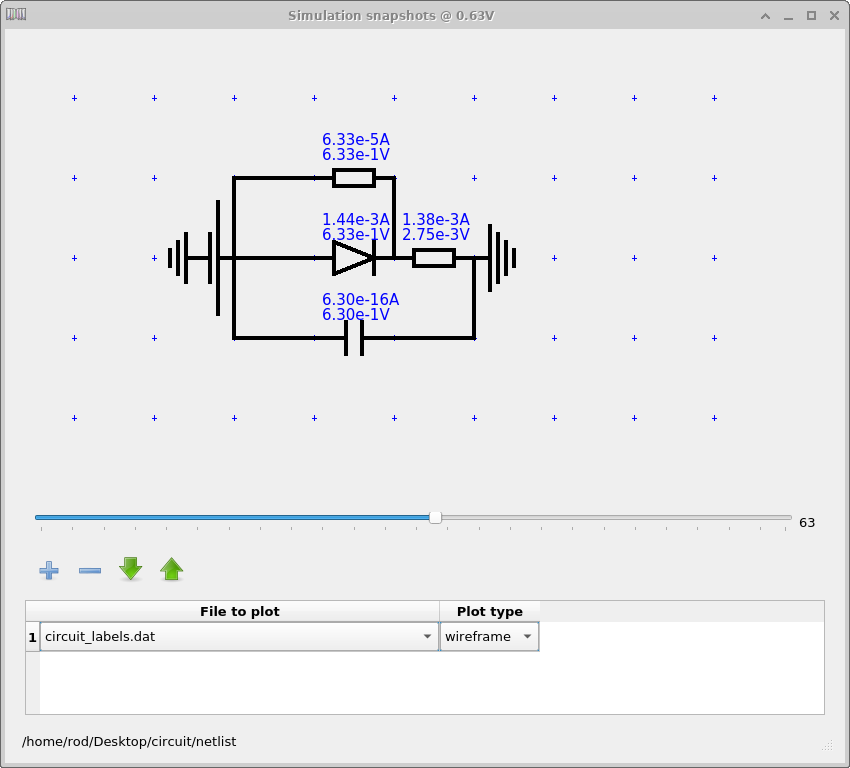 Simulation snapshots @ 0.63V
6.33e-5A
6.33e-1V
1.44e-3A 1.38e-3A
6.33e-1V 2.75e-3V
6.30e-16A
6.30e-1V
63
File to plot Plot type
1 circuit_labels.dat wireframe
/home/rod/Desktop/circuit/netlist